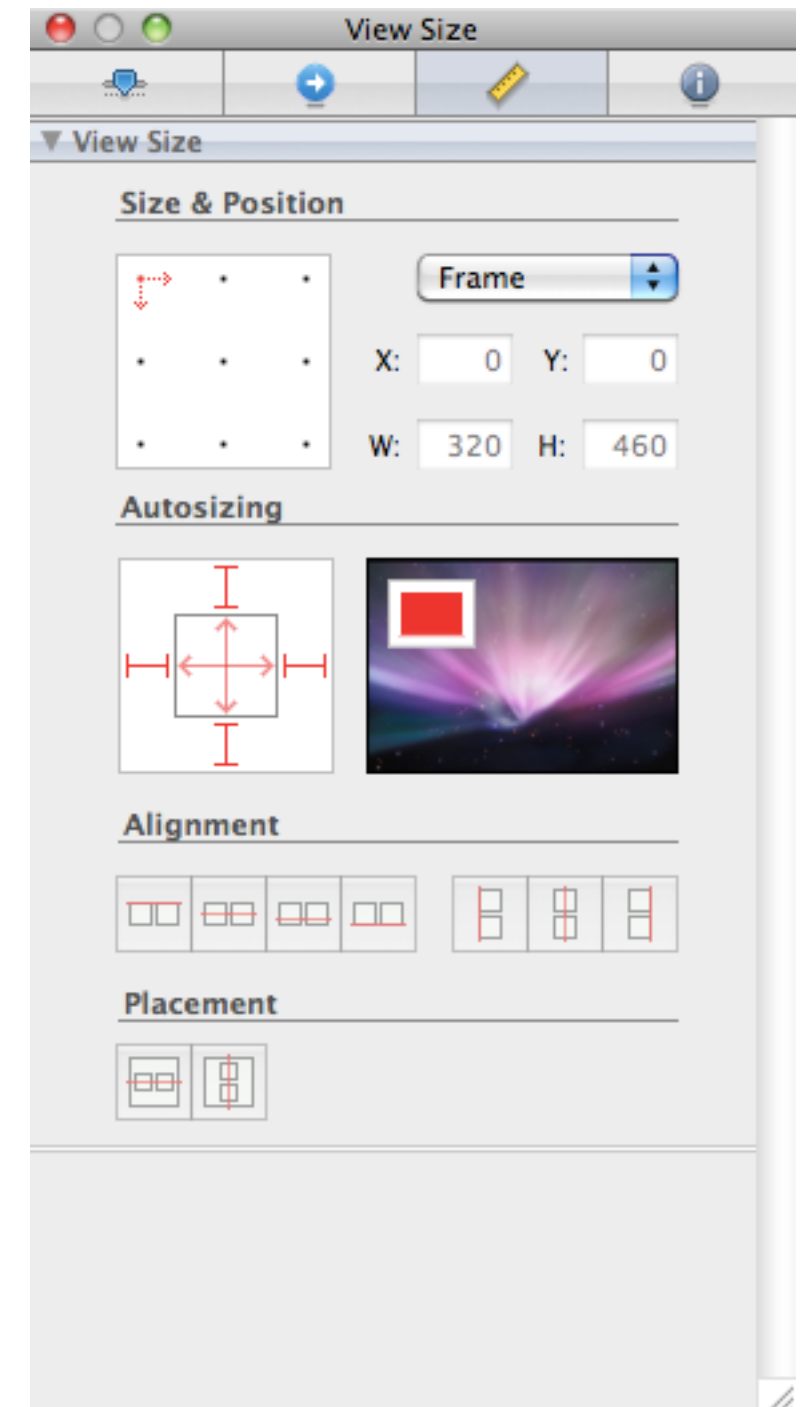 View Size
View Size
Size & Position
Frame
X: 0 Y: 0
W: 320 H: 460
Autosizing
Alignment
Placement